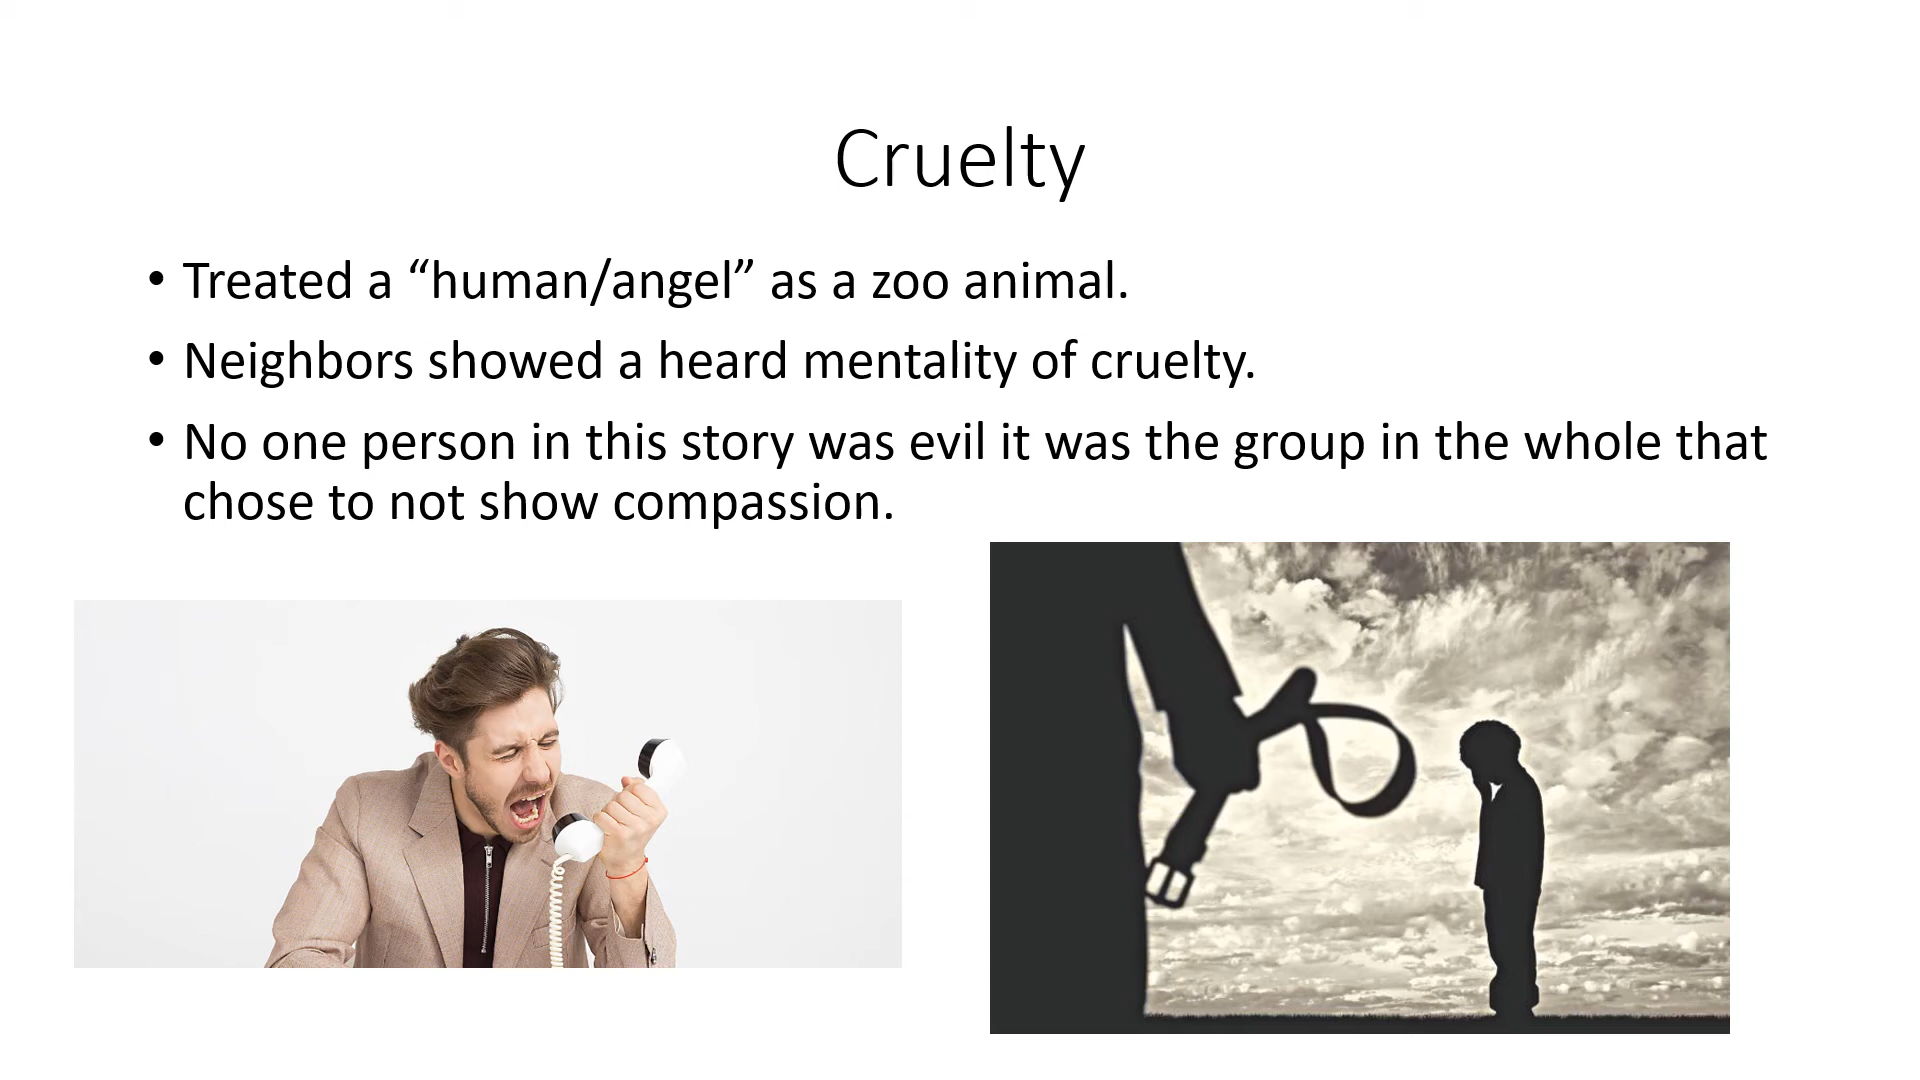 Cruelty
• Treated a “human/angel” as a zoo animal.
• Neighbors showed a heard mentality of cruelty.
• No one person in this story was evil it was the group in the whole that
chose to not show compassion.